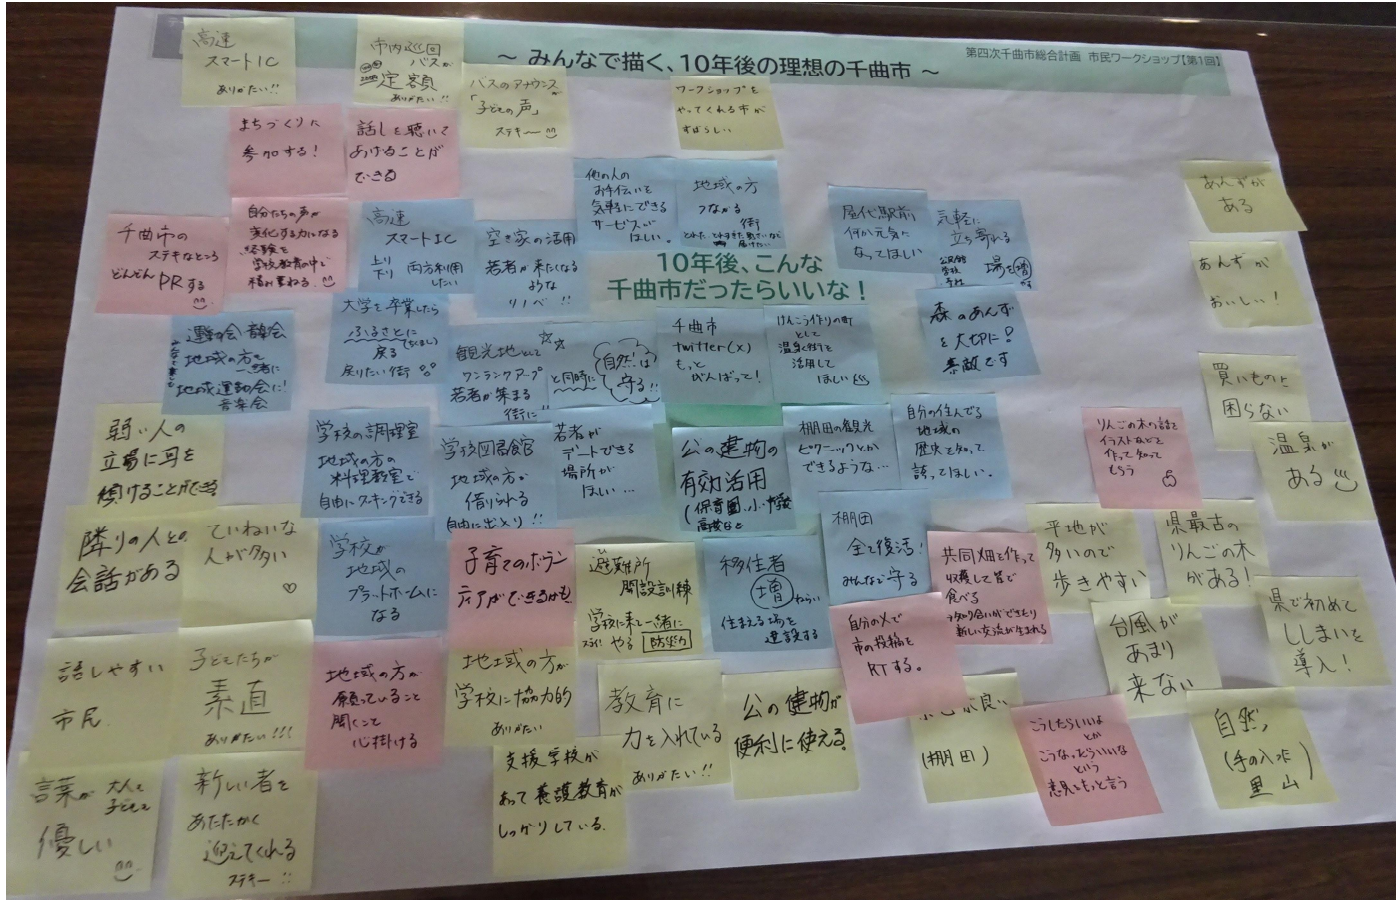 ～ みんなで描く、10年後の理想の千曲市 ～
第四次千曲市総合計画 市民ワークショップ【第1回】
高速
スマートIC
ありがたい!!
市内巡回
バスが
一定額
ありがたい!!
バスのアナウンスが
「子どもの声」
ステキ〜
ワークショップを
やってくれる市が
すばらしい
まちづくりに
参加する！
話しを聴いて
あげることが
できる
他の人の
お手伝いを
気軽にできる
サービスが
ほしい。
地域の方
つながる
街
屋代駅前
何か元気に
なってほしい
気軽に
立ち寄れる
公民館
学校
寺社
場を増やす
あんずが
ある
千曲市の
ステキなところ
どんどんPRする
自分たちの声が
変化する力になる
経験を
学校教育の中で
積み重ねる。
高速
スマートIC
上り
下り 両方利用
したい
空き家の活用
若者が来たくなる
ような
リノベ !!
10年後、こんな
千曲市だったらいいな！
あんずが
おいしい！
運動会 音楽会
地域の方も
一緒に
地域運動会に!
音楽会
大学を卒業したら
ふるさとに
戻る
戻りたい街
観光地として
ワンランクアップ
若者が集まる
街に!!
と同時に
自然は
守る!!
千曲市
twitter(x)
もっと
がんばって！
けんこう作りの町
として
温泉街を
活用して
ほしい
森のあんず
を大切に!
素敵です
買いものに
困らない
弱い人の
立場に耳を
傾けることができる
学校の調理室
地域の方の
料理教室で
自由にクッキングできる
学校図書館
地域の方が
借りられる
自由に出入り !!
若者が
デートできる
場所が
ほしい…
公の建物の
有効活用
(保育園、小・中学校
高校など
棚田の観光
ピクニックとか
できるような…
自分の住んでる
地域の
歴史を知って
誇ってほしい。
りんごの木の話を
イラストなどを
作って知って
もらう
温泉が
ある
隣りの人との
会話がある
ていねいな
人が多い
学校が
地域の
プラットホームに
なる
子育てのボラン
ティアができるかも
避難所
開設訓練
学校に来て一緒に
やる 防災力
移住者
増ねらい
住まえる場を
建設する
棚田
全て復活！
みんなで守る
共同畑を作って
収穫して皆で
食べる
新しい交流が生まれる
平地が
多いので
歩きやすい
県最古の
りんごの木
がある！
自分のXで
市の投稿を
RTする。
台風が
あまり
来ない
県で初めて
ししまいを
導入！
話しやすい
市民
子どもたちが
素直
ありがたい!!!
地域の方が
願っていること
聞くこと
心掛ける
地域の方が
学校に協力的
ありがたい
教育に
力を入れている
ありがたい!!
公の建物が
便利に使える。
(棚田)
こうしたらいいよ
とか
こうなったらいいな
という
意見をもっと言う
自然
(手の入った
里山)
言葉が 大人も
子どもも
優しい
新しい者を
あたたかく
迎えてくれる
ステキー !!
支援学校が
あって養護教育が
しっかりしている。